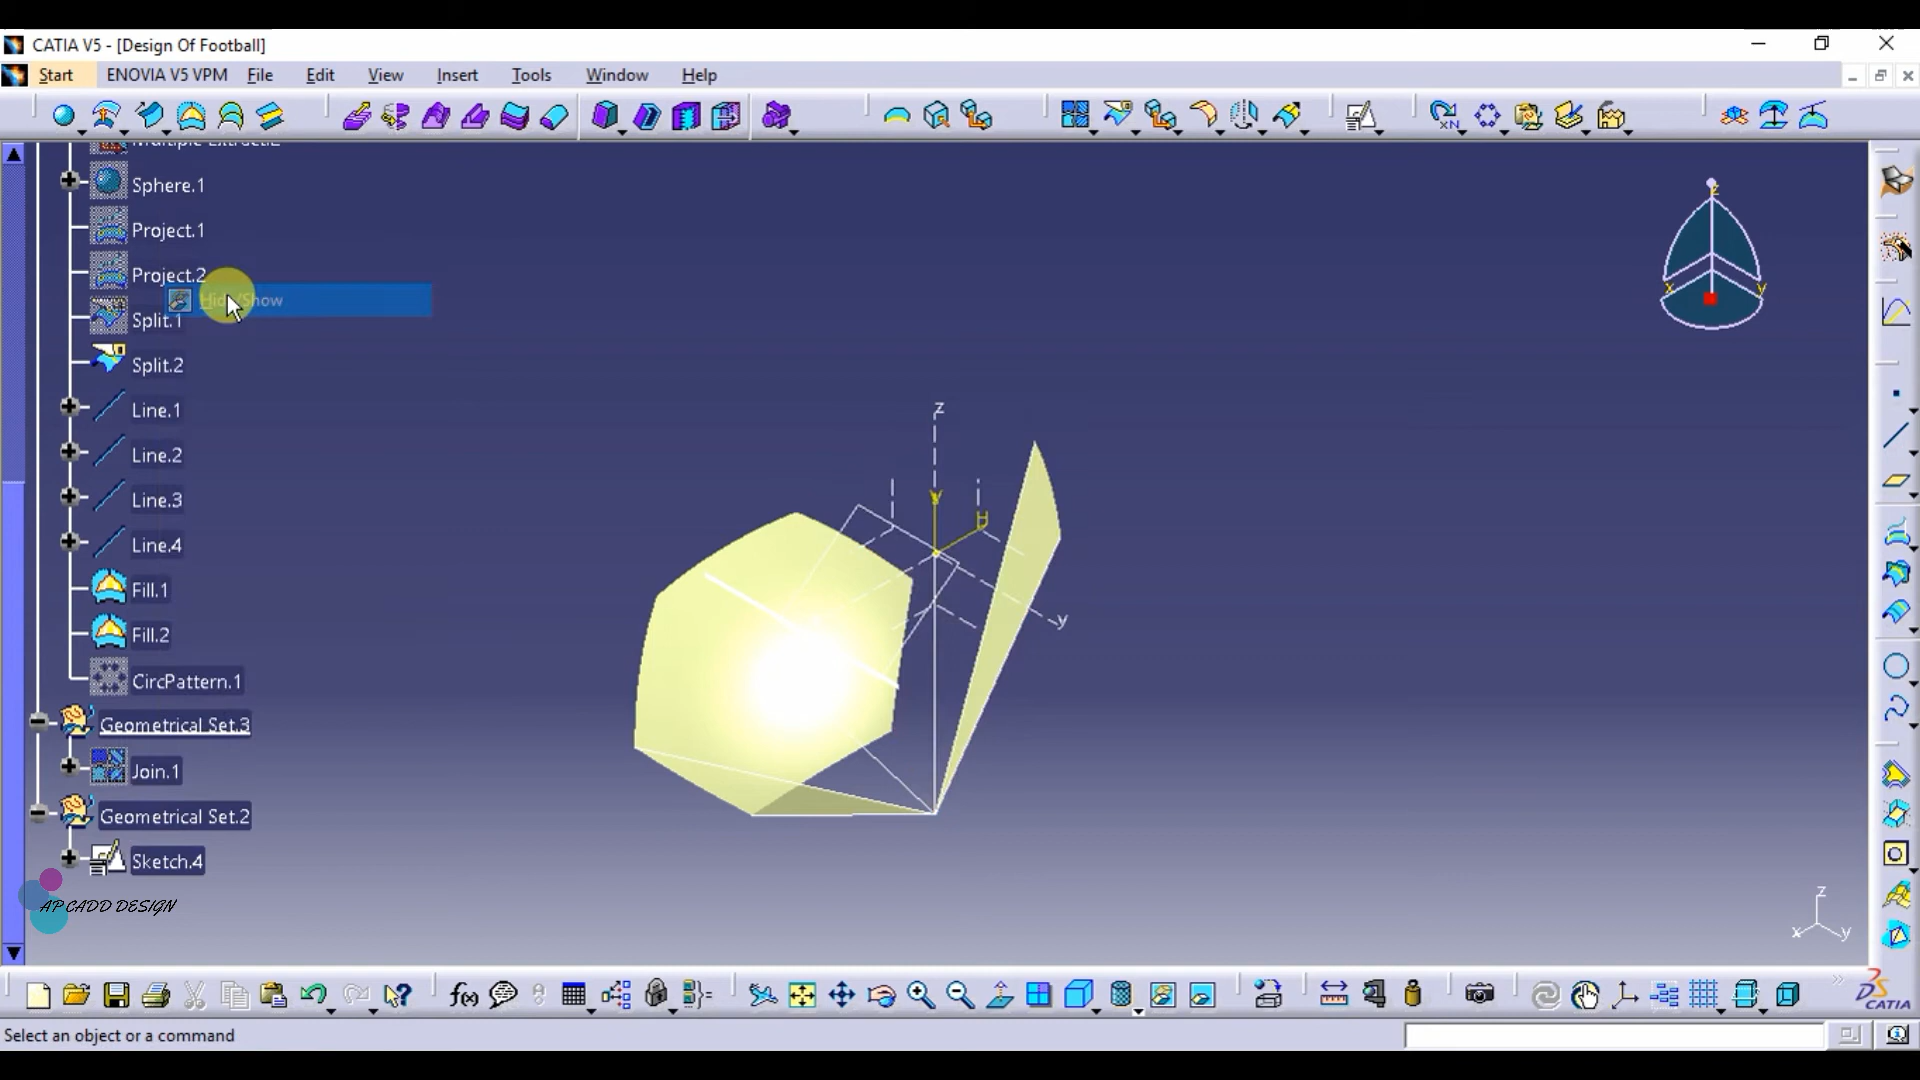 CATIA V5 - [Design Of Football]
Start ENOVIA V5 VPM File Edit View Insert Tools Window Help
Sphere.1
Project.1
Project.2
Hide/Show
Split.1
Split.2
Line.1
Line.2
Line.3
Line.4
Fill.1
Fill.2
CircPattern.1
Geometrical Set.3
Join.1
Geometrical Set.2
Sketch.4
AP CADD DESIGN
z
V
H
y
z
x
y
z
x
y
f(x)
CATIA
Select an object or a command